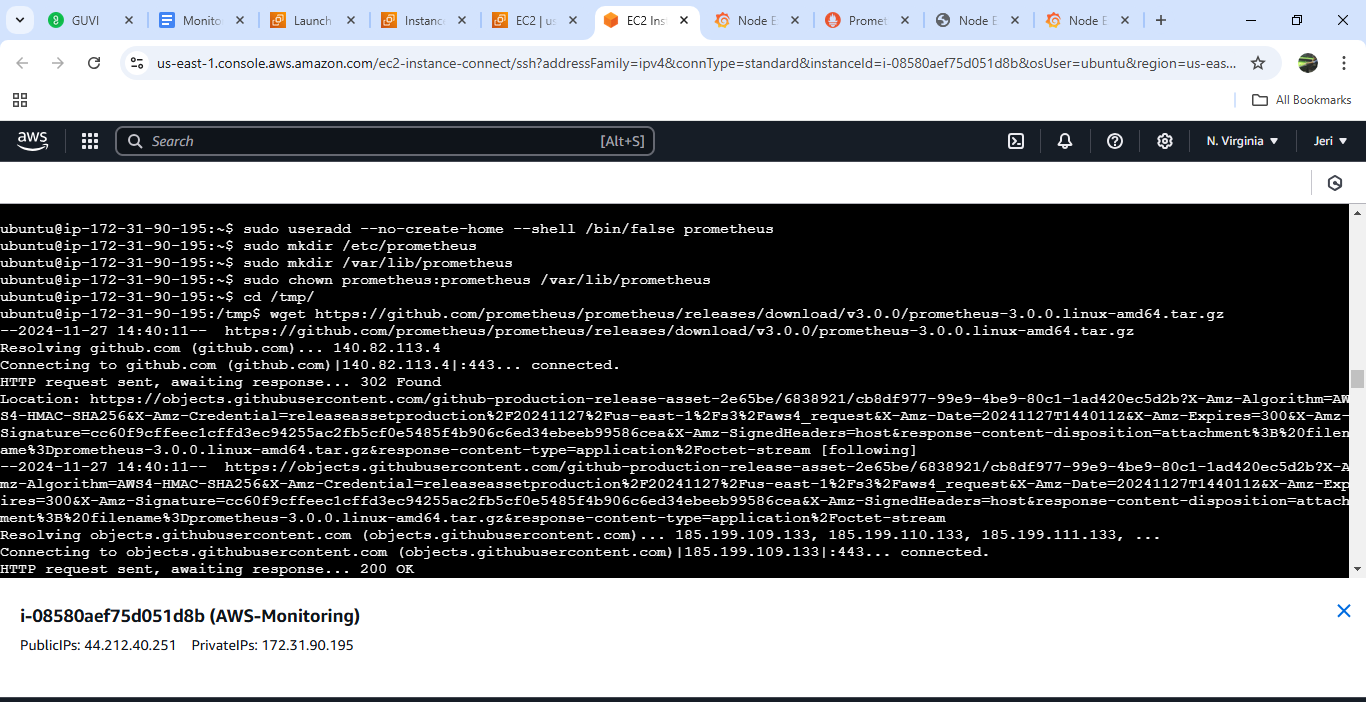 GUVI
Monito
Launch
Instanc
EC2 | us
EC2 Ins
Node E
Promet
Node E
Node E
us-east-1.console.aws.amazon.com/ec2-instance-connect/ssh?addressFamily=ipv4&connType=standard&instanceId=i-08580aef75d051d8b&osUser=ubuntu&region=us-eas...
All Bookmarks
aws
Search
[Alt+S]
N. Virginia
Jeri
ubuntu@ip-172-31-90-195:~$ sudo useradd --no-create-home --shell /bin/false prometheus
ubuntu@ip-172-31-90-195:~$ sudo mkdir /etc/prometheus
ubuntu@ip-172-31-90-195:~$ sudo mkdir /var/lib/prometheus
ubuntu@ip-172-31-90-195:~$ sudo chown prometheus:prometheus /var/lib/prometheus
ubuntu@ip-172-31-90-195:~$ cd /tmp/
ubuntu@ip-172-31-90-195:/tmp$ wget https://github.com/prometheus/prometheus/releases/download/v3.0.0/prometheus-3.0.0.linux-amd64.tar.gz
--2024-11-27 14:40:11--  https://github.com/prometheus/prometheus/releases/download/v3.0.0/prometheus-3.0.0.linux-amd64.tar.gz
Resolving github.com (github.com)... 140.82.113.4
Connecting to github.com (github.com)|140.82.113.4|:443... connected.
HTTP request sent, awaiting response... 302 Found
Location: https://objects.githubusercontent.com/github-production-release-asset-2e65be/6838921/cb8df977-99e9-4be9-80c1-1ad420ec5d2b?X-Amz-Algorithm=AW
S4-HMAC-SHA256&X-Amz-Credential=releaseassetproduction%2F20241127%2Fus-east-1%2Fs3%2Faws4_request&X-Amz-Date=20241127T144011Z&X-Amz-Expires=300&X-Amz-
Signature=cc60f9cffeec1cffd3ec94255ac2fb5cf0e5485f4b906c6ed34ebeeb99586cea&X-Amz-SignedHeaders=host&response-content-disposition=attachment%3B%20filen
ame%3Dprometheus-3.0.0.linux-amd64.tar.gz&response-content-type=application%2Foctet-stream [following]
--2024-11-27 14:40:11--  https://objects.githubusercontent.com/github-production-release-asset-2e65be/6838921/cb8df977-99e9-4be9-80c1-1ad420ec5d2b?X-A
mz-Algorithm=AWS4-HMAC-SHA256&X-Amz-Credential=releaseassetproduction%2F20241127%2Fus-east-1%2Fs3%2Faws4_request&X-Amz-Date=20241127T144011Z&X-Amz-Exp
ires=300&X-Amz-Signature=cc60f9cffeec1cffd3ec94255ac2fb5cf0e5485f4b906c6ed34ebeeb99586cea&X-Amz-SignedHeaders=host&response-content-disposition=attach
ment%3B%20filename%3Dprometheus-3.0.0.linux-amd64.tar.gz&response-content-type=application%2Foctet-stream
Resolving objects.githubusercontent.com (objects.githubusercontent.com)... 185.199.109.133, 185.199.110.133, 185.199.111.133, ...
Connecting to objects.githubusercontent.com (objects.githubusercontent.com)|185.199.109.133|:443... connected.
HTTP request sent, awaiting response... 200 OK
i-08580aef75d051d8b (AWS-Monitoring)
PublicIPs: 44.212.40.251 PrivateIPs: 172.31.90.195